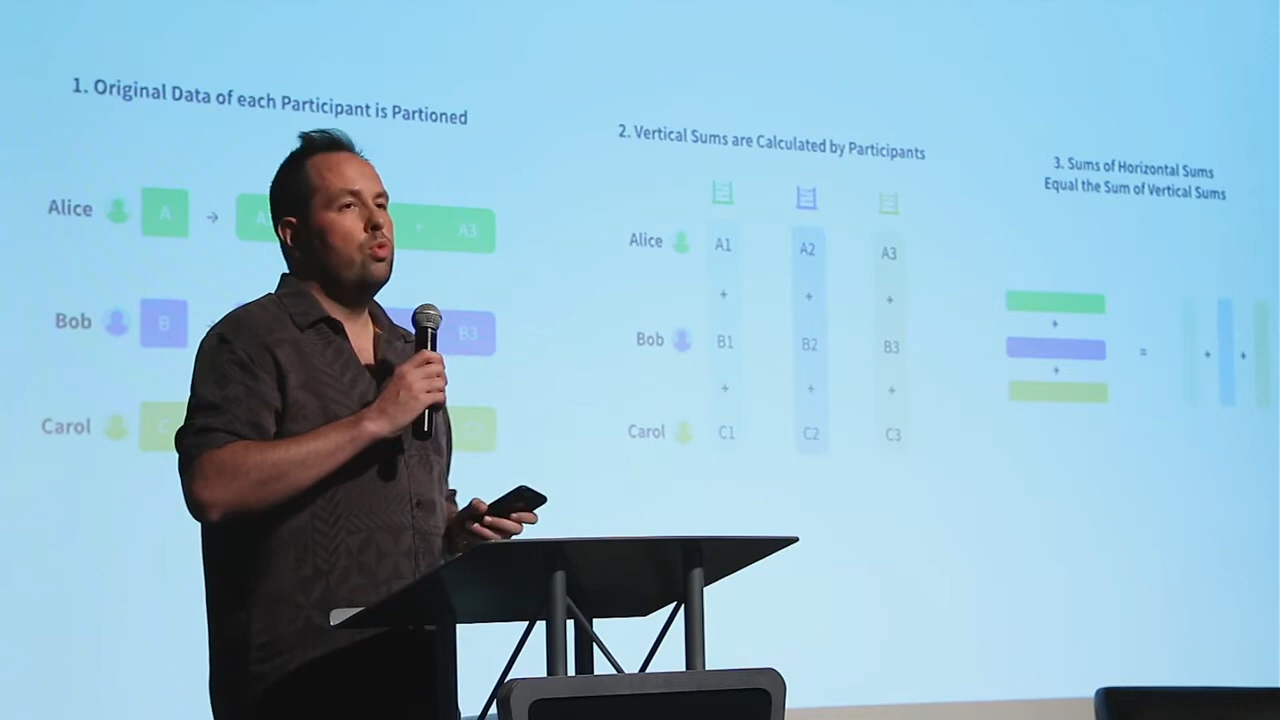 1. Original Data of each Participant is Partioned
Alice A → A + A3
Bob B B3
Carol C
2. Vertical Sums are Calculated by Participants
Alice A1 A2 A3
+ + +
Bob B1 B2 B3
+ + +
Carol C1 C2 C3
3. Sums of Horizontal Sums
Equal the Sum of Vertical Sums
+
+
= + +